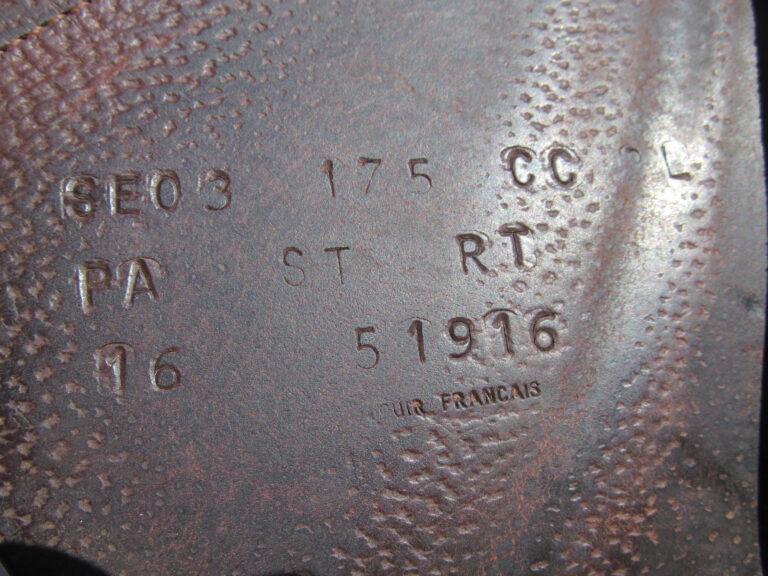 SE03 175 CC
PA ST RT
16 51916
FRANCAIS